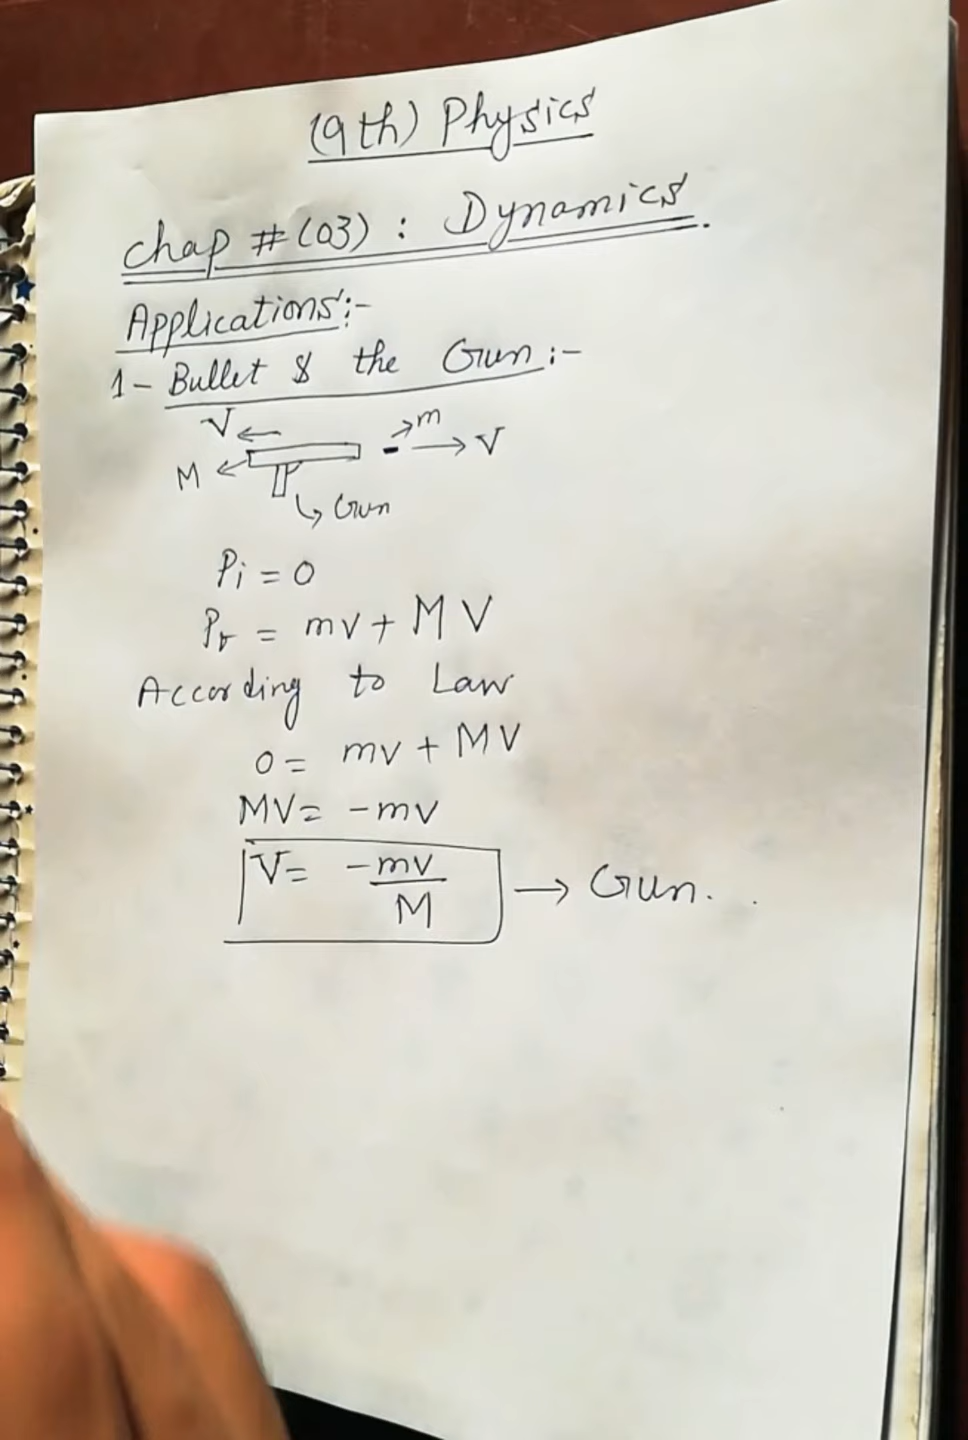 (9th) Physics
Chap # (03) : Dynamics.
Applications:-
1- Bullet & the Gun:-
V m
M V
Gun
Pi = 0
Pf = mv + MV
According to Law
0 = mv + MV
MV = -mv
V = -mv/M → Gun.